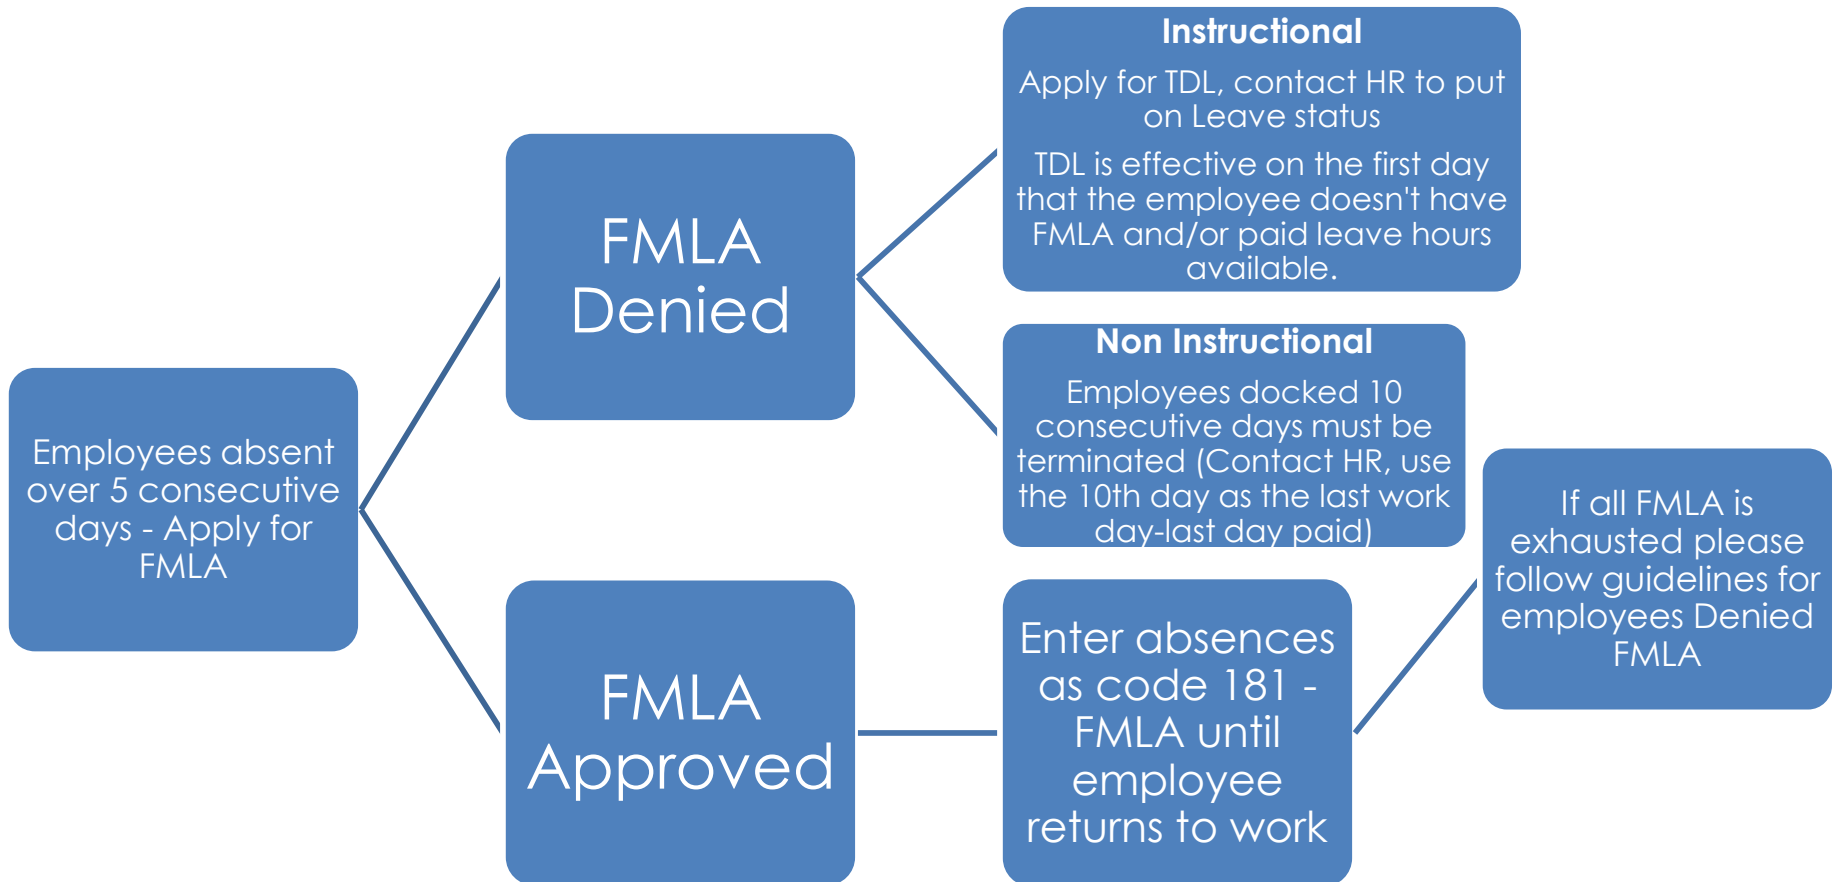 Employees absent
over 5 consecutive
days - Apply for
FMLA
FMLA
Denied
Instructional
Apply for TDL, contact HR to put
on Leave status
TDL is effective on the first day
that the employee doesn't have
FMLA and/or paid leave hours
available.
Non Instructional
Employees docked 10
consecutive days must be
terminated (Contact HR, use
the 10th day as the last work
day-last day paid)
FMLA
Approved
Enter absences
as code 181 -
FMLA until
employee
returns to work
If all FMLA is
exhausted please
follow guidelines for
employees Denied
FMLA